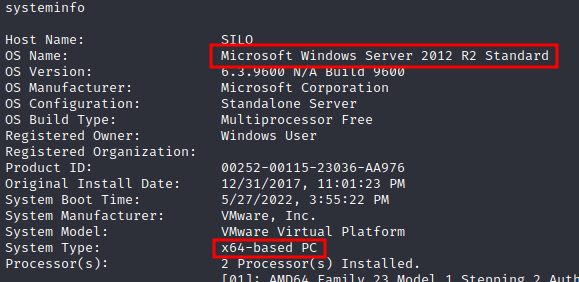 systeminfo
Host Name: SILO
OS Name: Microsoft Windows Server 2012 R2 Standard
OS Version: 6.3.9600 N/A Build 9600
OS Manufacturer: Microsoft Corporation
OS Configuration: Standalone Server
OS Build Type: Multiprocessor Free
Registered Owner: Windows User
Registered Organization:
Product ID: 00252-00115-23036-AA976
Original Install Date: 12/31/2017, 11:01:23 PM
System Boot Time: 5/27/2022, 3:55:22 PM
System Manufacturer: VMware, Inc.
System Model: VMware Virtual Platform
System Type: x64-based PC
Processor(s): 2 Processor(s) Installed.
[01]: AMD64 Family 23 Model 1 Stepping 2 Auth